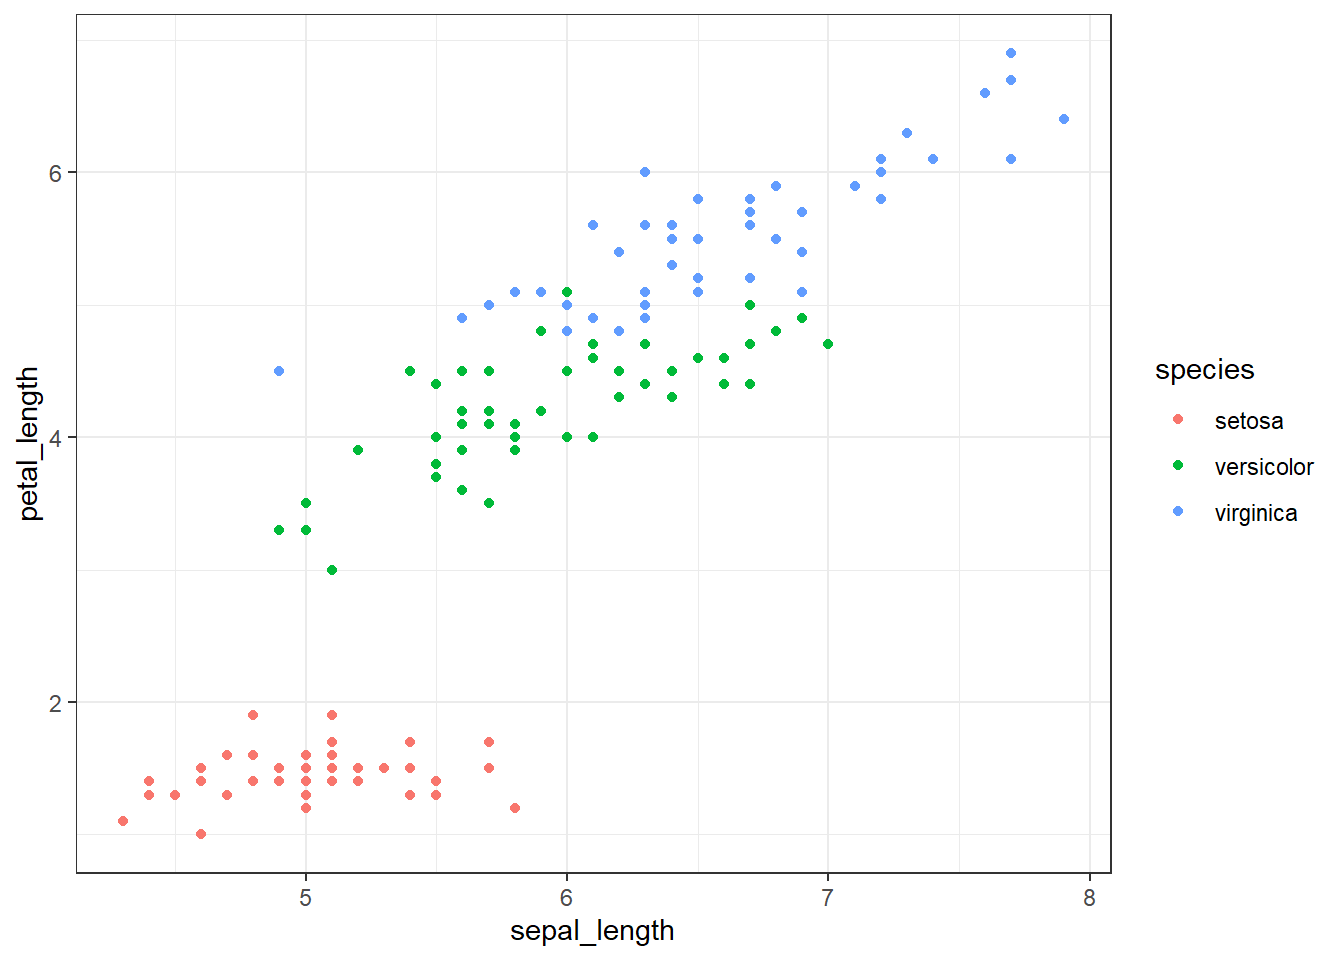 6
4
2
5 6 7 8
sepal_length
petal_length
species
setosa
versicolor
virginica